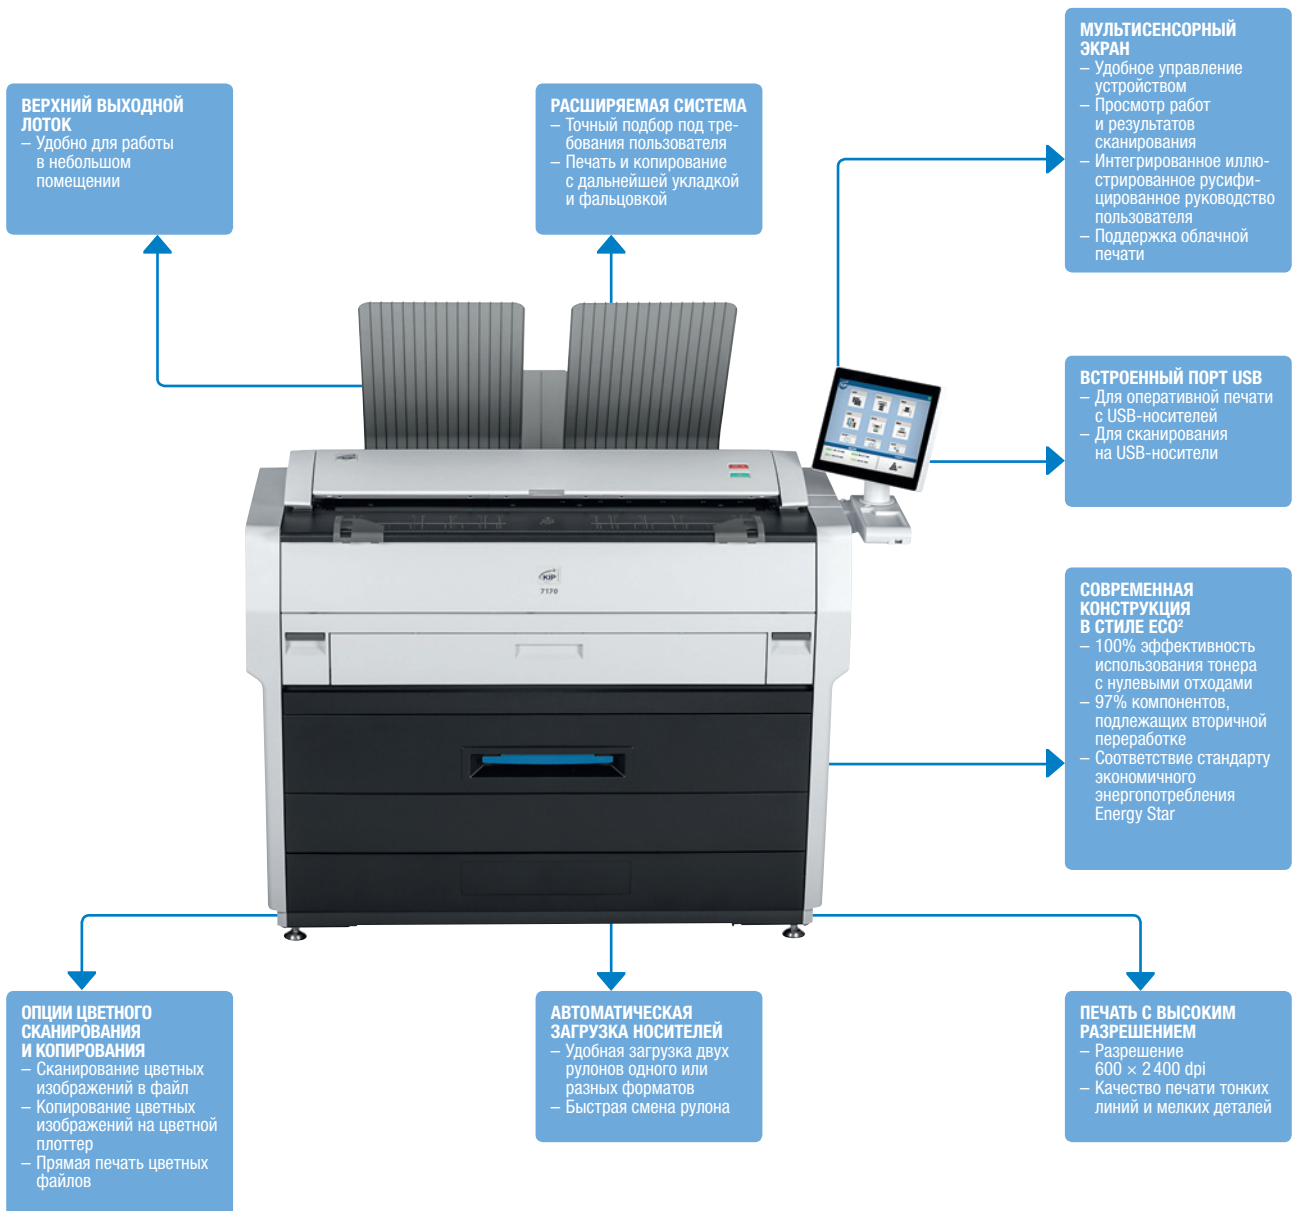 МУЛЬТИСЕНСОРНЫЙ
ЭКРАН
– Удобное управление
устройством
– Просмотр работ
и результатов
сканирования
– Интегрированное иллю-
стрированное русифи-
цированное руководство
пользователя
– Поддержка облачной
печати
ВЕРХНИЙ ВЫХОДНОЙ
ЛОТОК
– Удобно для работы
в небольшом
помещении
РАСШИРЯЕМАЯ СИСТЕМА
– Точный подбор под тре-
бования пользователя
– Печать и копирование
с дальнейшей укладкой
и фальцовкой
ВСТРОЕННЫЙ ПОРТ USB
– Для оперативной печати
с USB-носителей
– Для сканирования
на USB-носители
KIP
7170
СОВРЕМЕННАЯ
КОНСТРУКЦИЯ
В СТИЛЕ ECO²
– 100% эффективность
использования тонера
с нулевыми отходами
– 97% компонентов,
подлежащих вторичной
переработке
– Соответствие стандарту
экономичного
энергопотребления
Energy Star
ОПЦИИ ЦВЕТНОГО
СКАНИРОВАНИЯ
И КОПИРОВАНИЯ
– Сканирование цветных
изображений в файл
– Копирование цветных
изображений на цветной
плоттер
– Прямая печать цветных
файлов
АВТОМАТИЧЕСКАЯ
ЗАГРУЗКА НОСИТЕЛЕЙ
– Удобная загрузка двух
рулонов одного или
разных форматов
– Быстрая смена рулона
ПЕЧАТЬ С ВЫСОКИМ
РАЗРЕШЕНИЕМ
– Разрешение
600 × 2 400 dpi
– Качество печати тонких
линий и мелких деталей